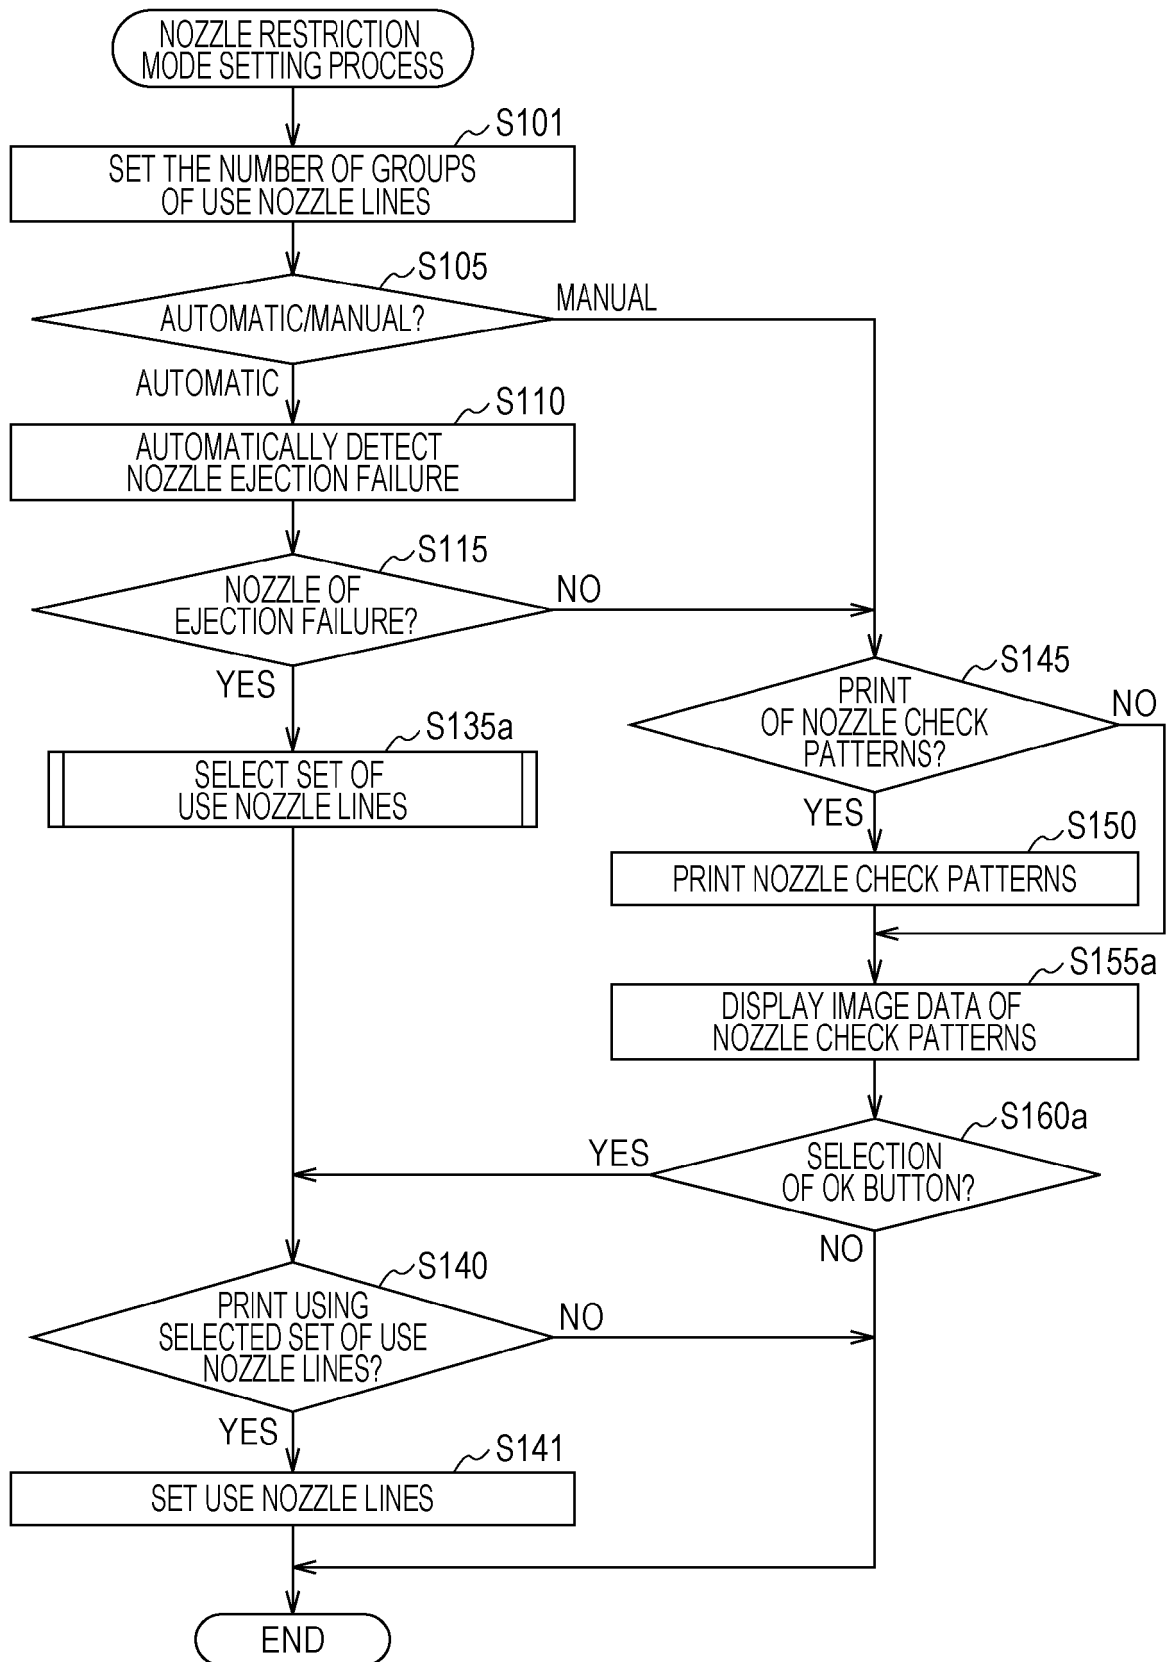 NOZZLE RESTRICTION
MODE SETTING PROCESS
S101
SET THE NUMBER OF GROUPS
OF USE NOZZLE LINES
S105
AUTOMATIC/MANUAL?
MANUAL
AUTOMATIC
S110
AUTOMATICALLY DETECT
NOZZLE EJECTION FAILURE
S115
NOZZLE OF
EJECTION FAILURE?
NO
YES
S135a
SELECT SET OF
USE NOZZLE LINES
S145
PRINT
OF NOZZLE CHECK
PATTERNS?
NO
YES
S150
PRINT NOZZLE CHECK PATTERNS
S155a
DISPLAY IMAGE DATA OF
NOZZLE CHECK PATTERNS
S160a
SELECTION
OF OK BUTTON?
YES
NO
S140
PRINT USING
SELECTED SET OF USE
NOZZLE LINES?
NO
YES
S141
SET USE NOZZLE LINES
END